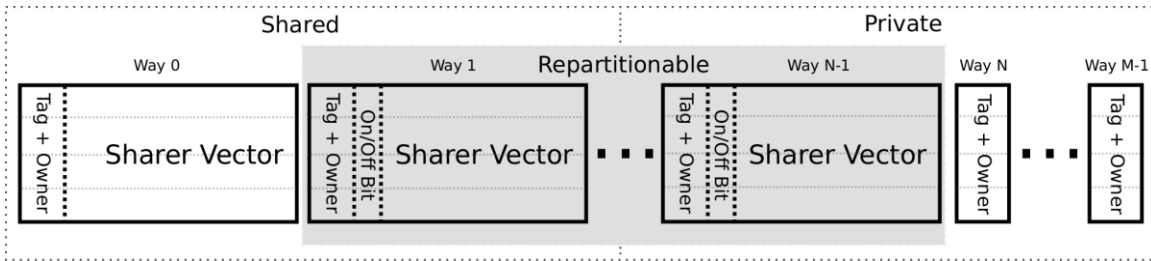 Shared
Private
Repartitionable
Way 0
Way 1
Way N-1
Way N
Way M-1
Tag + Owner
Sharer Vector
Tag + Owner
On/Off Bit
Sharer Vector
Tag + Owner
On/Off Bit
Sharer Vector
Tag + Owner
Tag + Owner